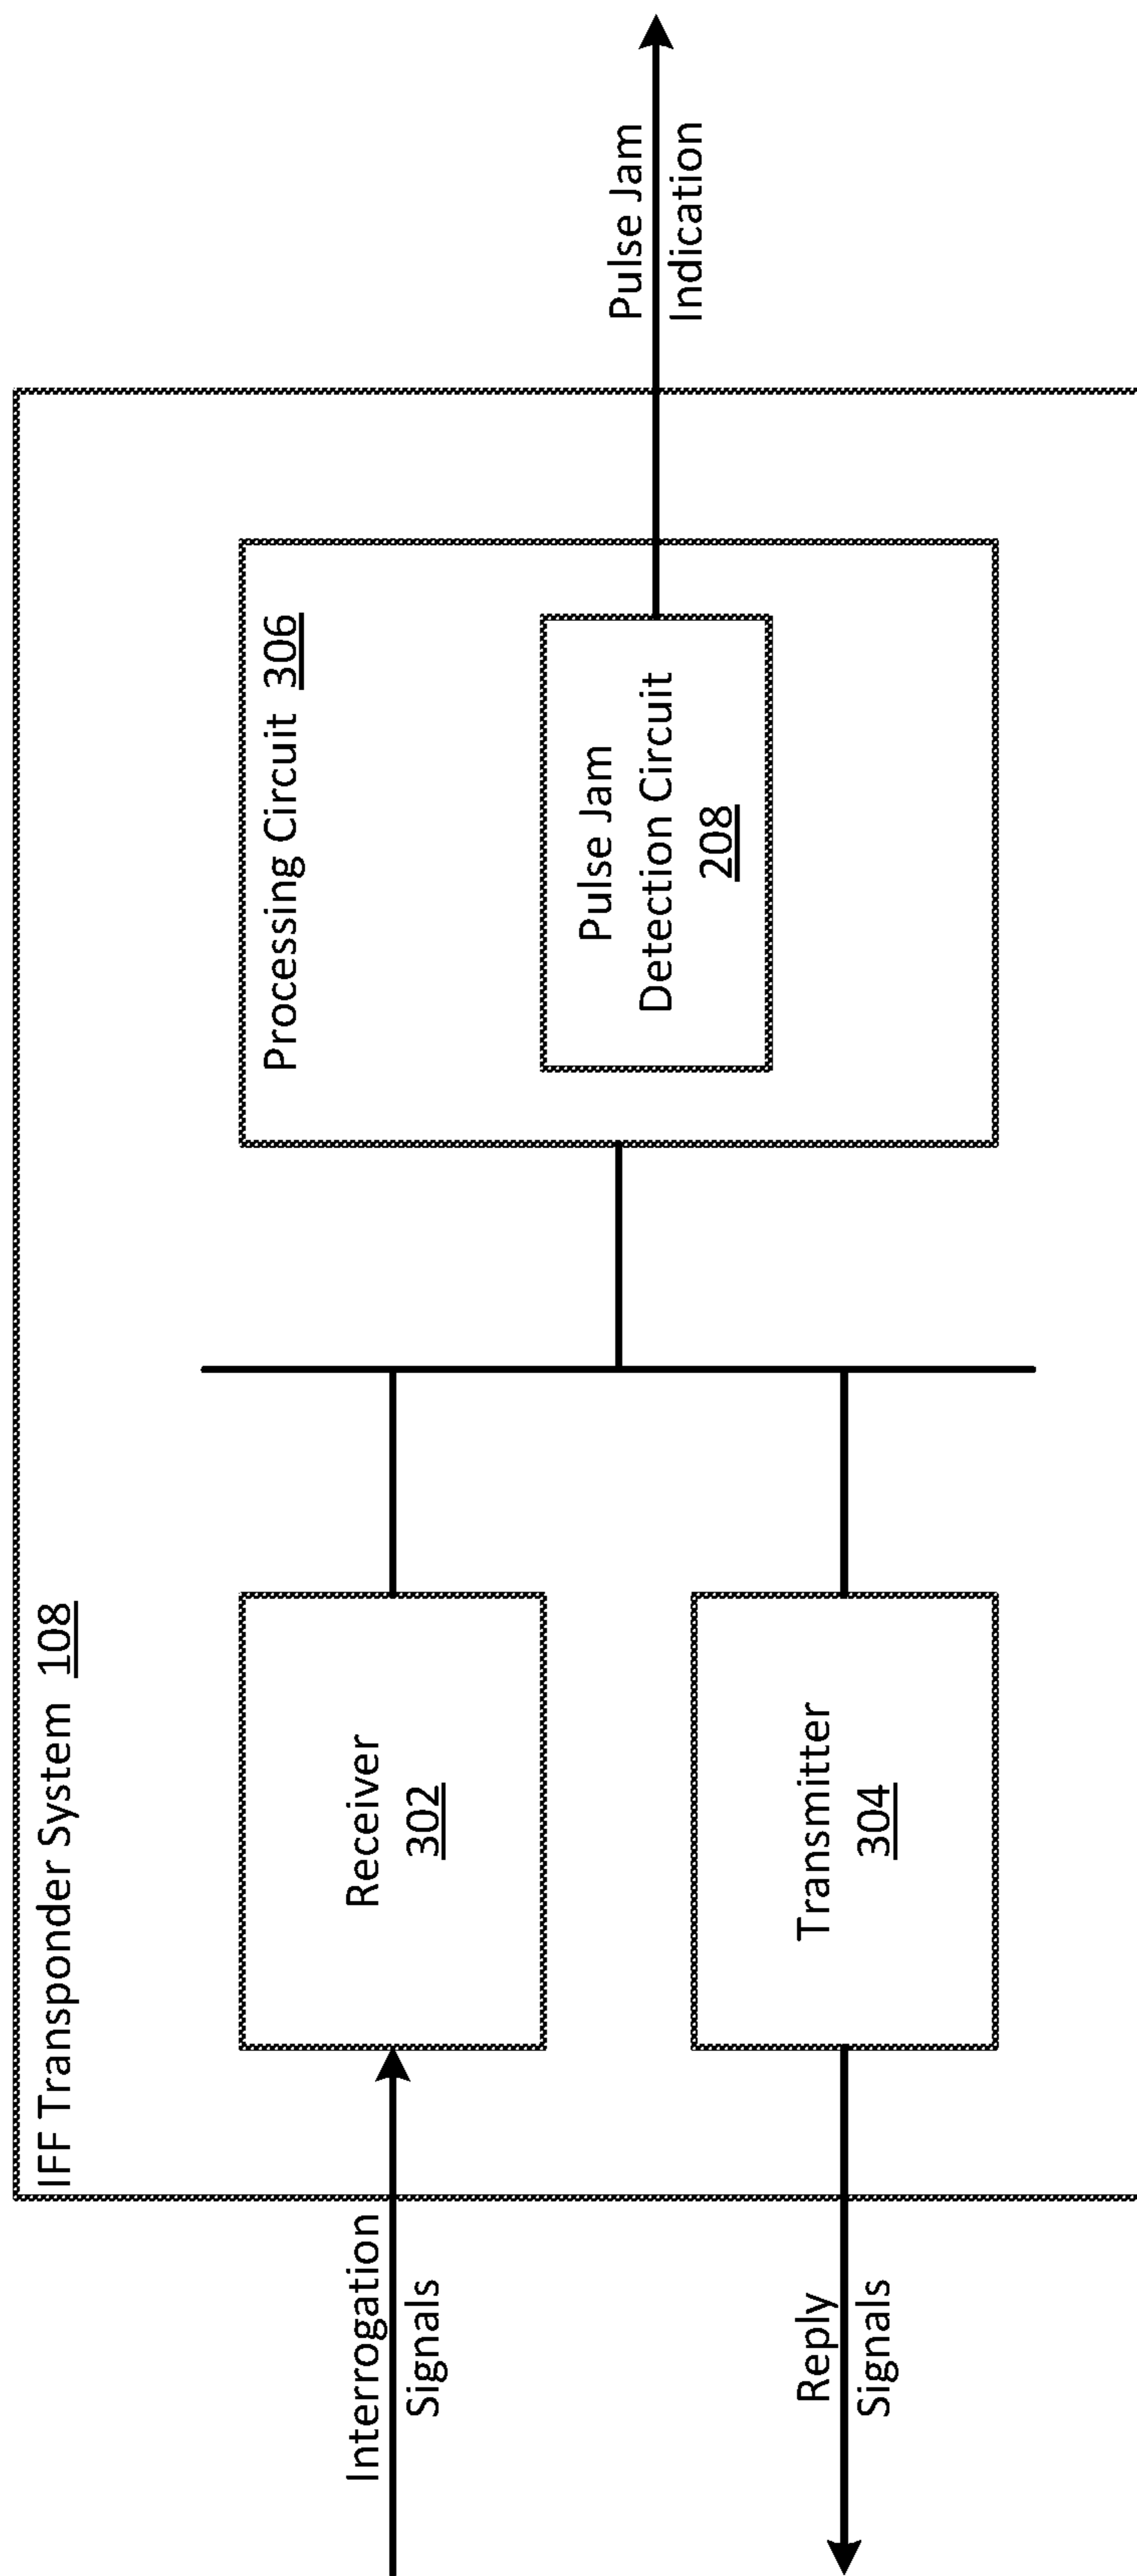 IFF Transponder System 108
Interrogation
Signals
Receiver
302
Processing Circuit 306
Pulse Jam
Detection Circuit
208
Pulse Jam
Indication
Reply
Signals
Transmitter
304